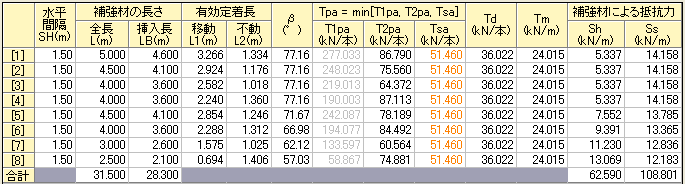 水平間隔SH(m) 補強材の長さ 有効定着長 β(°) Tpa = min[T1pa, T2pa, Tsa] Td(kN/本) Tm(kN/本) 補強材による抵抗力
全長L(m) 挿入長LB(m) 移動L1(m) 不動L2(m) T1pa(kN/本) T2pa(kN/本) Tsa(kN/本) Sh(kN) Ss(kN)
[1] 1.50 5.000 4.600 3.266 1.334 77.16 277.033 86.790 51.460 36.022 24.015 5.337 14.158
[2] 1.50 4.500 4.100 2.924 1.176 77.16 248.023 75.560 51.460 36.022 24.015 5.337 14.158
[3] 1.50 4.000 3.600 2.582 1.018 77.16 219.013 64.372 51.460 36.022 24.015 5.337 14.158
[4] 1.50 4.000 3.600 2.240 1.360 77.16 190.003 87.113 51.460 36.022 24.015 5.337 14.158
[5] 1.50 4.500 4.100 2.854 1.246 71.67 242.087 78.189 51.460 36.022 24.015 7.552 13.785
[6] 1.50 4.000 3.600 2.288 1.312 66.98 194.077 84.492 51.460 36.022 24.015 9.391 13.365
[7] 1.50 3.000 2.600 1.575 1.025 62.12 133.597 60.564 51.460 36.022 24.015 11.230 12.836
[8] 1.50 2.500 2.100 0.694 1.406 57.03 58.867 74.881 51.460 36.022 24.015 13.069 12.183
合計 31.500 28.300 62.590 108.801